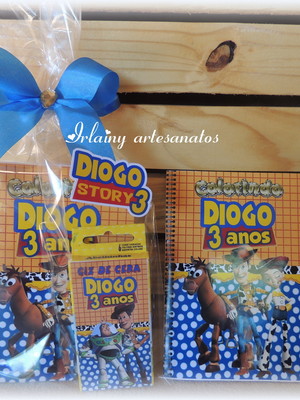 Irlainy artesanatos
DIOGO
STORY 3
Colorindo
DIOGO
3 anos
GIZ DE CERA
DIOGO
3 anos
Colorindo
DIOGO
3 anos